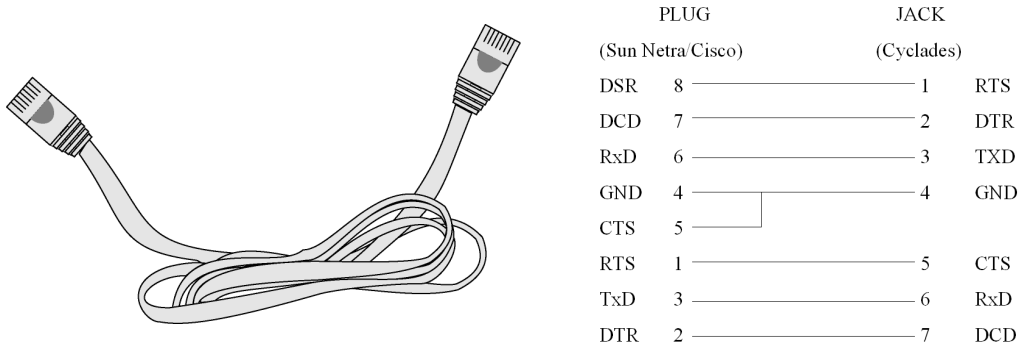 PLUG JACK
(Sun Netra/Cisco) (Cyclades)
DSR 8 1 RTS
DCD 7 2 DTR
RxD 6 3 TXD
GND 4 4 GND
CTS 5
RTS 1 5 CTS
TxD 3 6 RxD
DTR 2 7 DCD